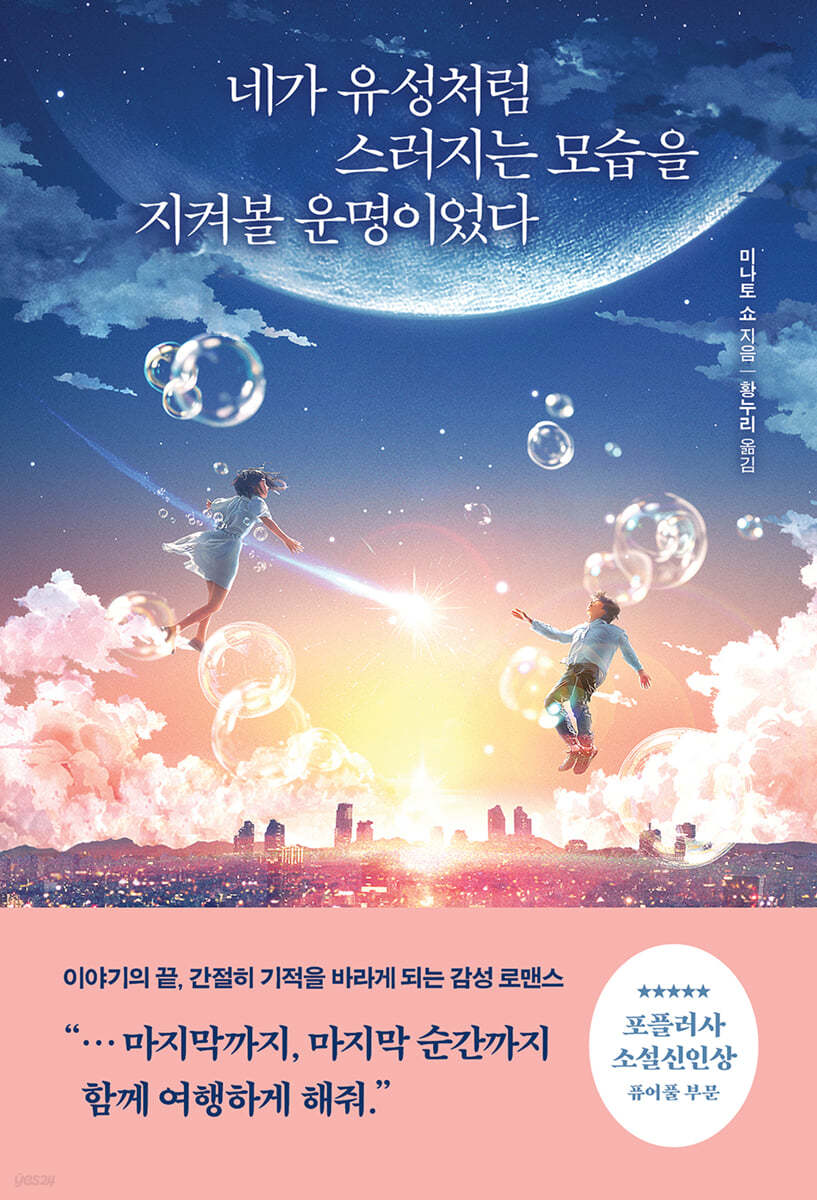 네가 유성처럼
스러지는 모습을
지켜볼 운명이었다
미나토 쇼 지음 — 황누리 옮김
이야기의 끝, 간절히 기적을 바라게 되는 감성 로맨스
“… 마지막까지, 마지막 순간까지
함께 여행하게 해줘.”
★★★★★
포플러사
소설신인상
퓨어풀 부문
yes24